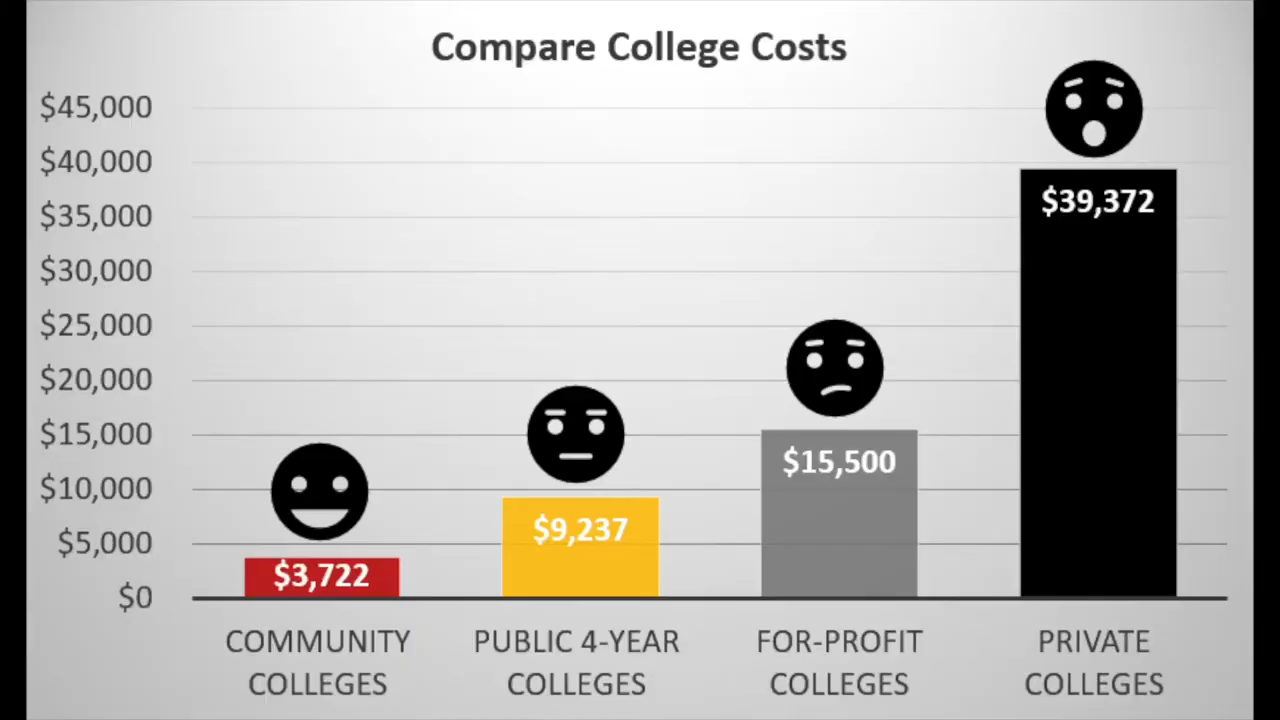 Compare College Costs
$45,000
$40,000
$35,000
$30,000
$25,000
$20,000
$15,000
$10,000
$5,000
$0
$3,722
$9,237
$15,500
$39,372
COMMUNITY COLLEGES
PUBLIC 4-YEAR COLLEGES
FOR-PROFIT COLLEGES
PRIVATE COLLEGES